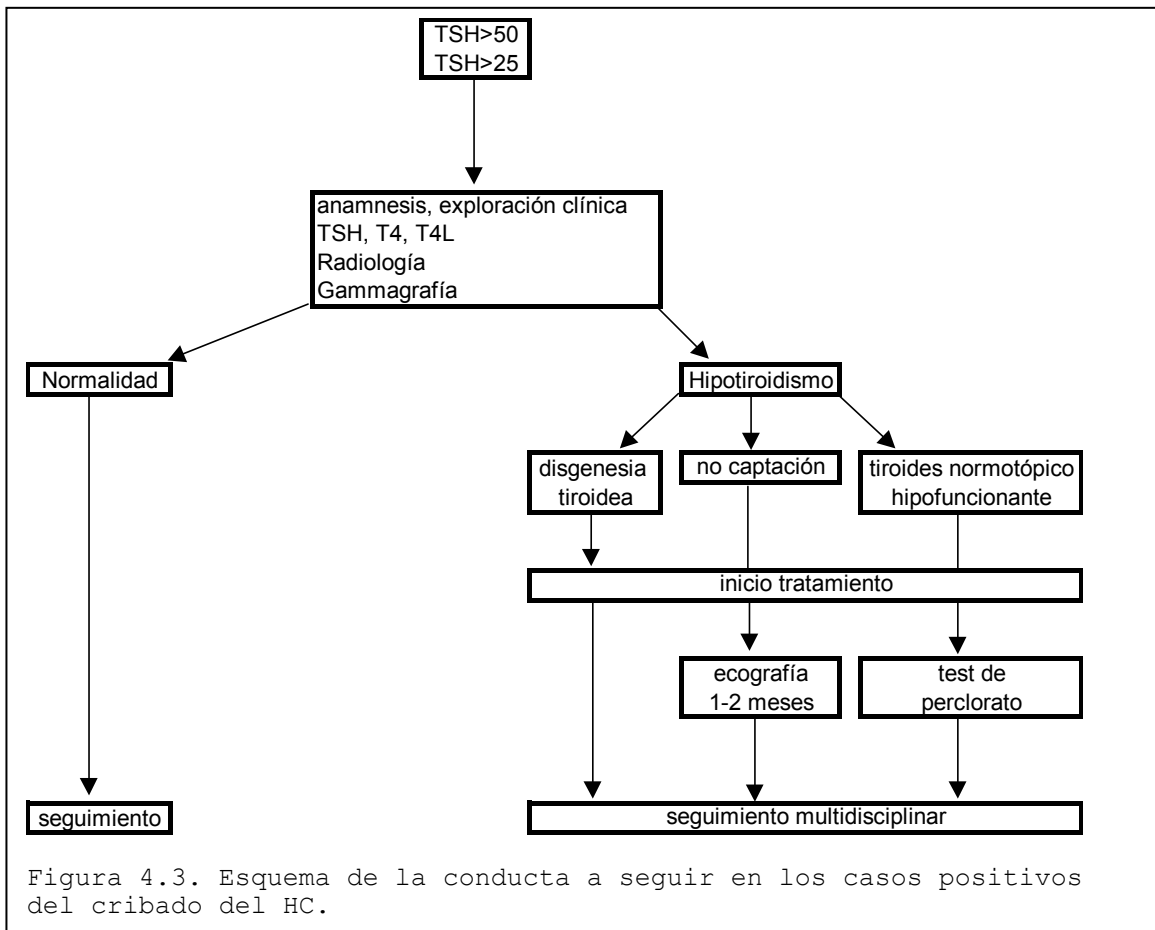 TSH>50
TSH>25
anamnesis, exploración clínica
TSH, T4, T4L
Radiología
Gammagrafía
Normalidad
Hipotiroidismo
disgenesia
tiroidea
no captación
tiroides normotópico
hipofuncionante
inicio tratamiento
ecografía
1-2 meses
test de
perclorato
seguimiento
seguimiento multidisciplinar
Figura 4.3. Esquema de la conducta a seguir en los casos positivos
del cribado del HC.